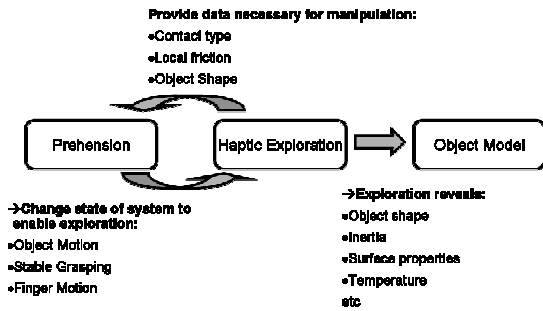 Provide data necessary for manipulation:
•Contact type
•Local friction
•Object Shape
Prehension
Haptic Exploration
Object Model
→Change state of system to
enable exploration:
•Object Motion
•Stable Grasping
•Finger Motion
→Exploration reveals:
•Object shape
•Inertia
•Surface properties
•Temperature
etc